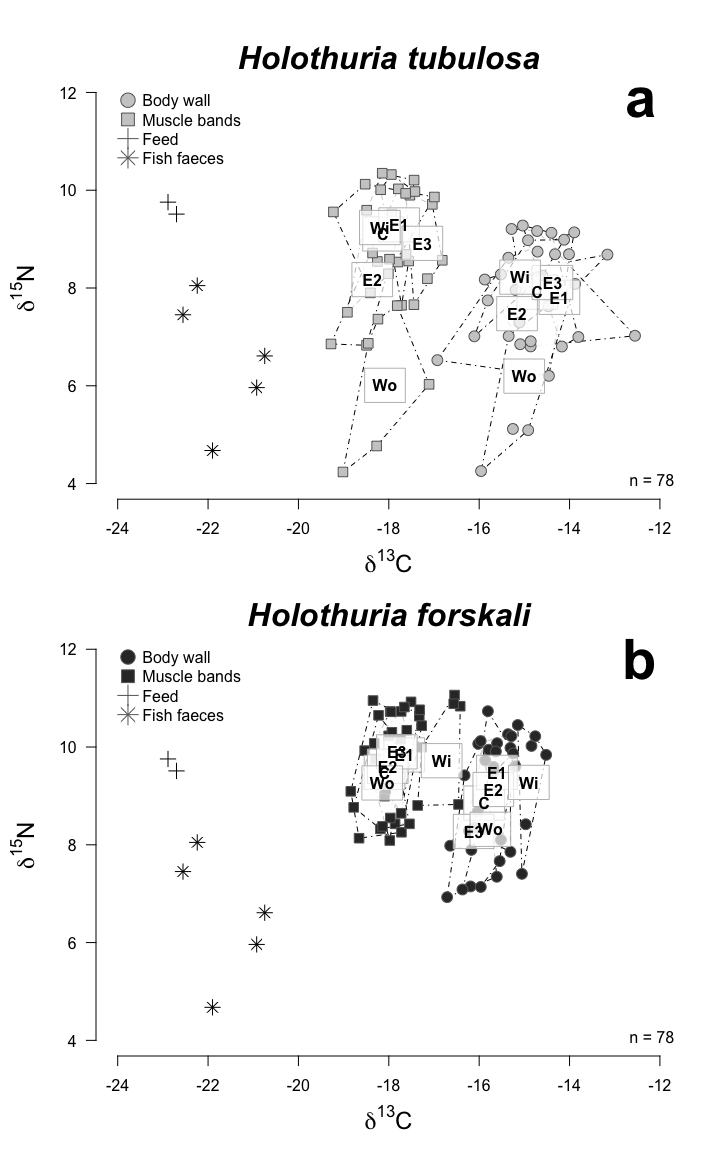 Holothuria tubulosa
a
12
10
8
6
4
δ15N
Body wall
Muscle bands
Feed
Fish faeces
Wi
E1
C
E3
E2
Wo
Wi
E3
C
E1
E2
Wo
n = 78
-24
-22
-20
-18
-16
-14
-12
δ13C
Holothuria forskali
b
12
10
8
6
4
δ15N
Body wall
Muscle bands
Feed
Fish faeces
E3
E1
E2
C
Wo
Wi
E1
E2
C
E3
Wo
Wi
n = 78
-24
-22
-20
-18
-16
-14
-12
δ13C